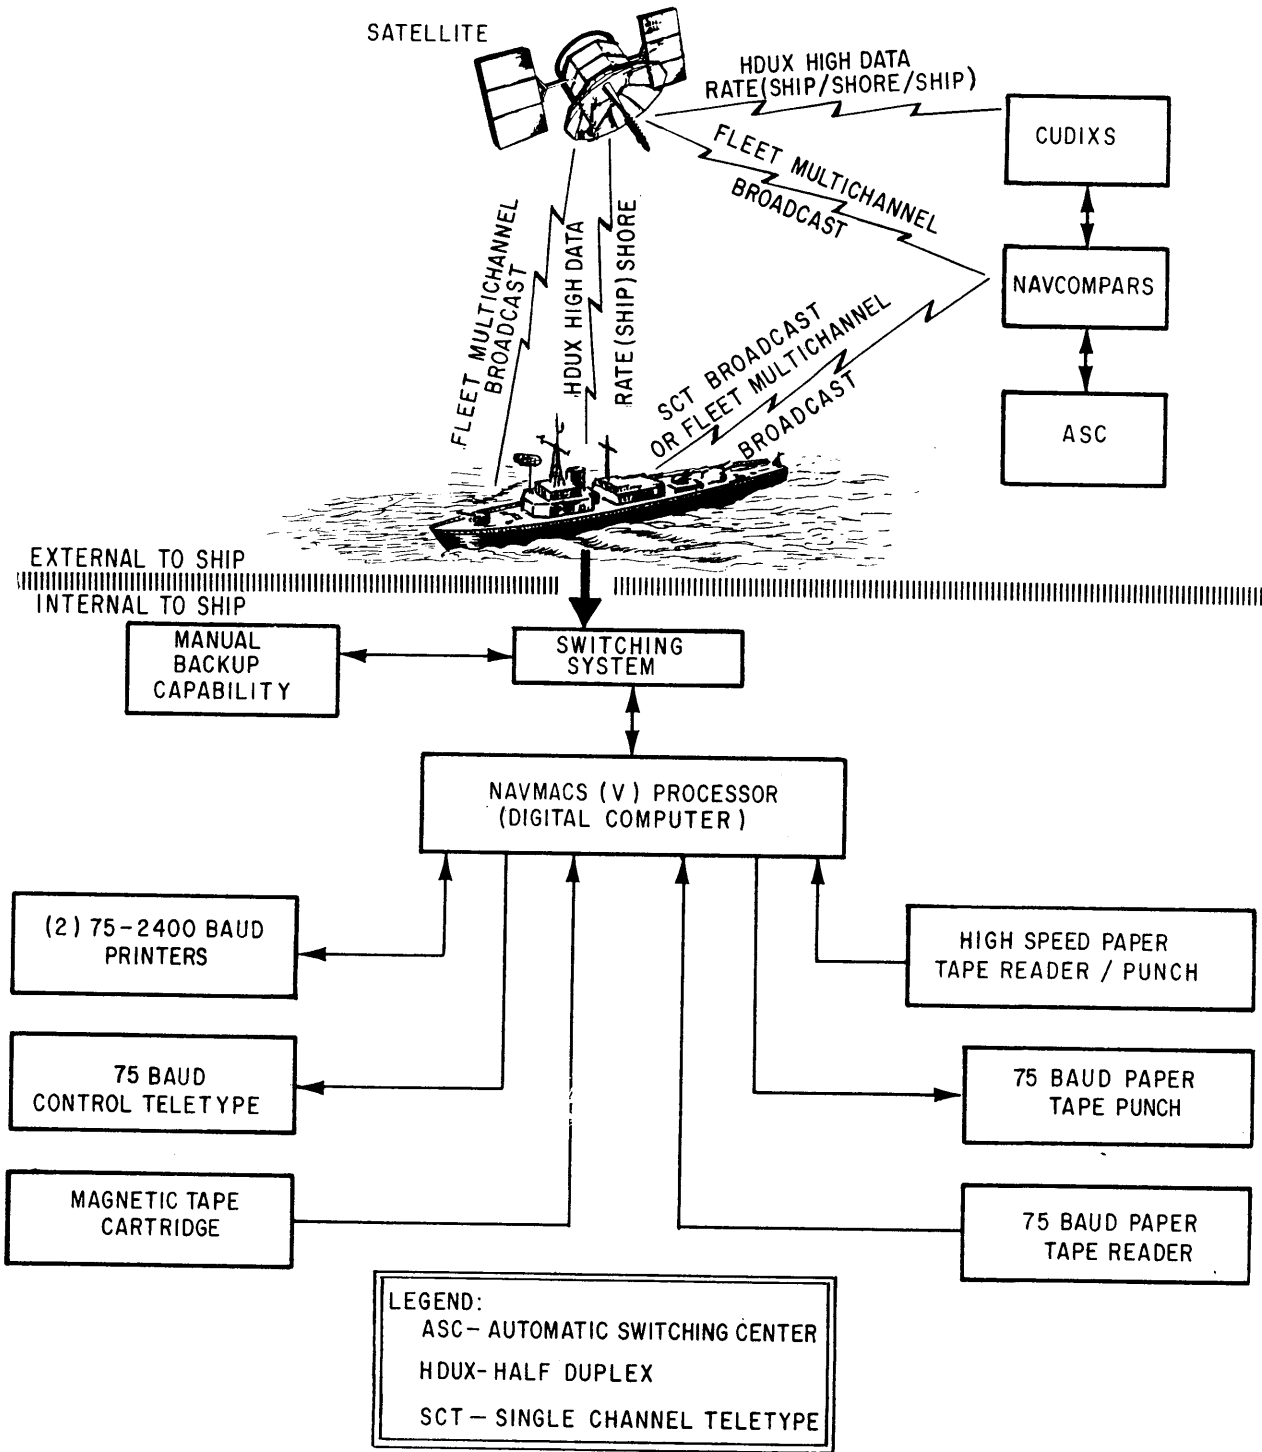 SATELLITE
HDUX HIGH DATA
RATE(SHIP/SHORE/SHIP)
CUDIXS
FLEET MULTICHANNEL
BROADCAST
NAVCOMPARS
ASC
FLEET MULTICHANNEL
BROADCAST
HDUX HIGH DATA
RATE(SHIP)SHORE
SCT BROADCAST
OR FLEET MULTICHANNEL
BROADCAST
EXTERNAL TO SHIP
INTERNAL TO SHIP
MANUAL
BACKUP
CAPABILITY
SWITCHING
SYSTEM
NAVMACS (V) PROCESSOR
(DIGITAL COMPUTER)
(2) 75-2400 BAUD
PRINTERS
HIGH SPEED PAPER
TAPE READER / PUNCH
75 BAUD
CONTROL TELETYPE
75 BAUD PAPER
TAPE PUNCH
MAGNETIC TAPE
CARTRIDGE
75 BAUD PAPER
TAPE READER
LEGEND:
ASC- AUTOMATIC SWITCHING CENTER
HDUX- HALF DUPLEX
SCT - SINGLE CHANNEL TELETYPE